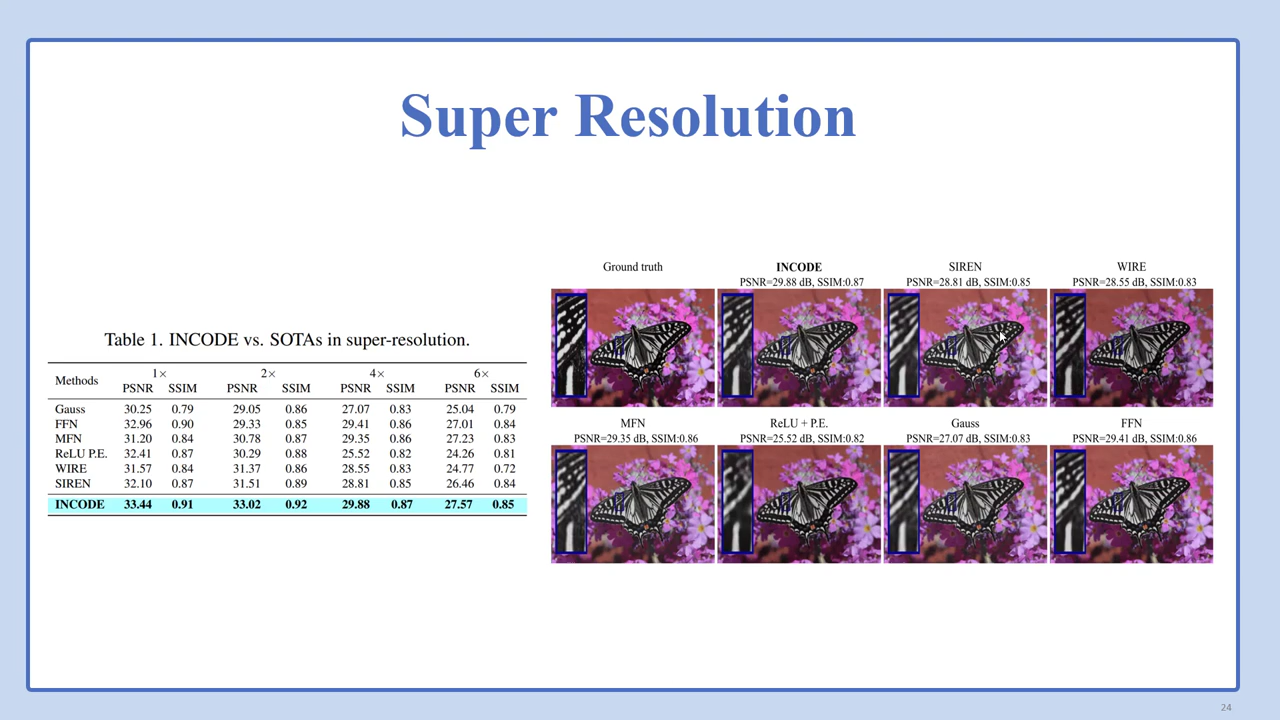 Super Resolution
Table 1. INCODE vs. SOTAs in super-resolution.
Methods 1× 2× 4× 6×
PSNR SSIM PSNR SSIM PSNR SSIM PSNR SSIM
Gauss 30.25 0.79 29.05 0.86 27.07 0.83 25.04 0.79
FFN 32.96 0.90 29.33 0.85 29.41 0.86 27.01 0.84
MFN 31.20 0.84 30.78 0.87 29.35 0.86 27.23 0.83
ReLU P.E. 32.41 0.87 30.29 0.88 25.52 0.82 24.26 0.81
WIRE 31.57 0.84 31.37 0.86 28.55 0.83 24.77 0.72
SIREN 32.10 0.87 31.51 0.89 28.81 0.85 26.46 0.84
INCODE 33.44 0.91 33.02 0.92 29.88 0.87 27.57 0.85
Ground truth INCODE SIREN WIRE
PSNR=29.88 dB, SSIM:0.87 PSNR=28.81 dB, SSIM:0.85 PSNR=28.55 dB, SSIM:0.83
MFN ReLU + P.E. Gauss FFN
PSNR=29.35 dB, SSIM:0.86 PSNR=25.52 dB, SSIM:0.82 PSNR=27.07 dB, SSIM:0.83 PSNR=29.41 dB, SSIM:0.86
24